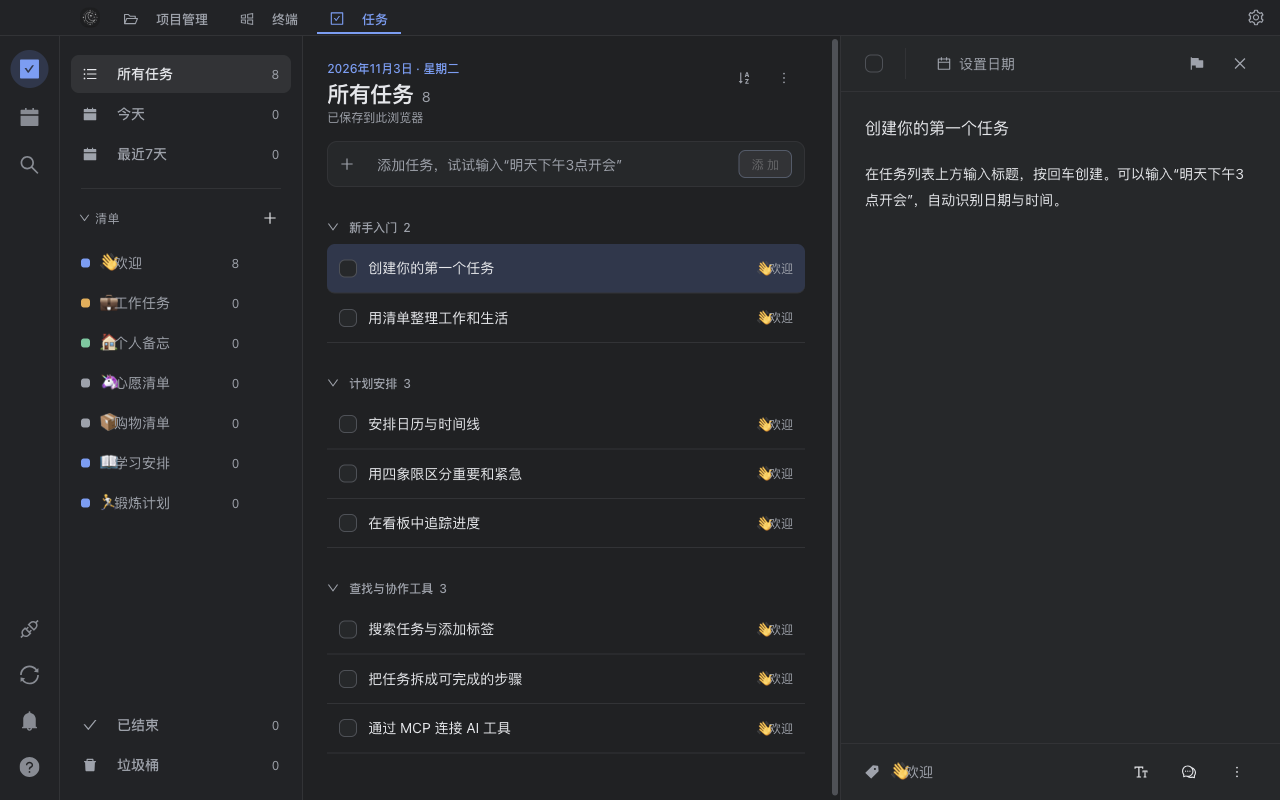 项目管理
终端
任务
所有任务 8
今天 0
最近7天 0
清单
👋欢迎 8
💼工作任务 0
🏠个人备忘 0
🦄心愿清单 0
📦购物清单 0
📖学习安排 0
🏃锻炼计划 0
已结束 0
垃圾桶 0
2026年11月3日 · 星期二
所有任务 8
已保存到此浏览器
添加任务，试试输入“明天下午3点开会”
添加
新手入门 2
创建你的第一个任务 👋欢迎
用清单整理工作和生活 👋欢迎
计划安排 3
安排日历与时间线 👋欢迎
用四象限区分重要和紧急 👋欢迎
在看板中追踪进度 👋欢迎
查找与协作工具 3
搜索任务与添加标签 👋欢迎
把任务拆成可完成的步骤 👋欢迎
通过 MCP 连接 AI 工具 👋欢迎
设置日期
创建你的第一个任务
在任务列表上方输入标题，按回车创建。可以输入“明天下午3
点开会”，自动识别日期与时间。
👋欢迎